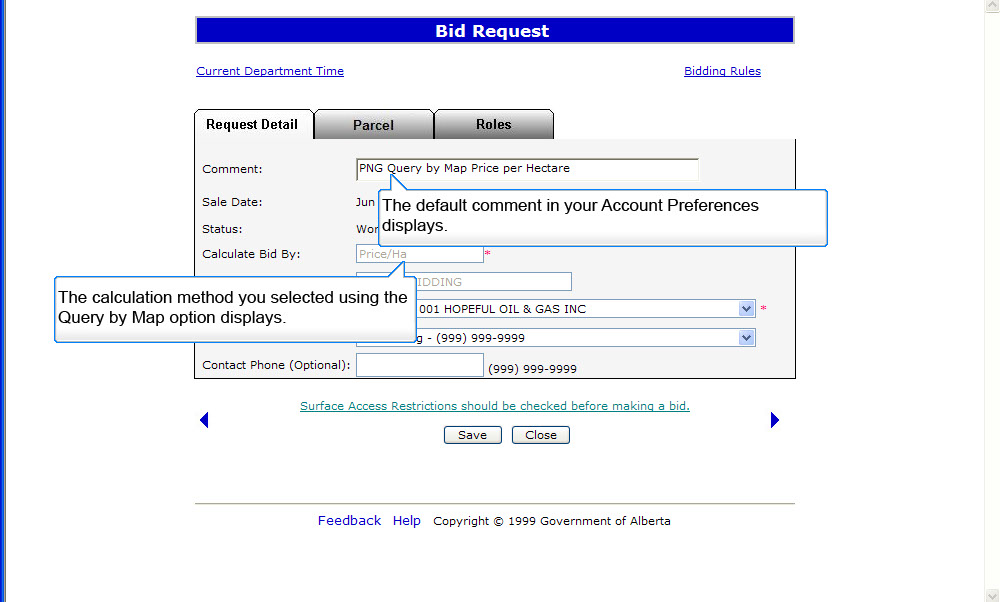 Bid Request
Current Department Time
Bidding Rules
Request Detail
Parcel
Roles
Comment:
PNG Query by Map Price per Hectare
Sale Date:
Jun
The default comment in your Account Preferences
displays.
Status:
Calculate Bid By:
Price/Ha
*
IDDING
The calculation method you selected using the
Query by Map option displays.
001 HOPEFUL OIL & GAS INC
*
g - (999) 999-9999
Contact Phone (Optional):
(999) 999-9999
Surface Access Restrictions should be checked before making a bid.
Save
Close
Feedback Help Copyright © 1999 Government of Alberta